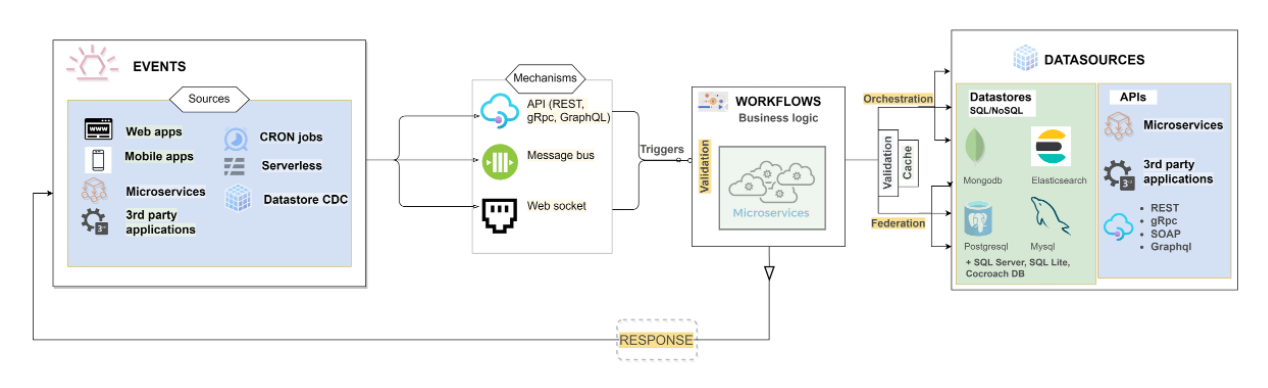 EVENTS
Sources
WWW
Web apps
Mobile apps
Microservices
3rd
3rd party
applications
CRON jobs
Serverless
Datastore CDC
Mechanisms
API (REST,
gRpc, GraphQL)
Message bus
Web socket
Triggers
WORKFLOWS
Business logic
Validation
Microservices
Orchestration
Validation
Cache
Federation
DATASOURCES
Datastores
SQL/NoSQL
Mongodb
Elasticsearch
Postgresql
Mysql
+ SQL Server, SQL Lite,
Cocroach DB
APIs
Microservices
3rd
3rd party
applications
• REST
• gRpc
• SOAP
• Graphql
RESPONSE